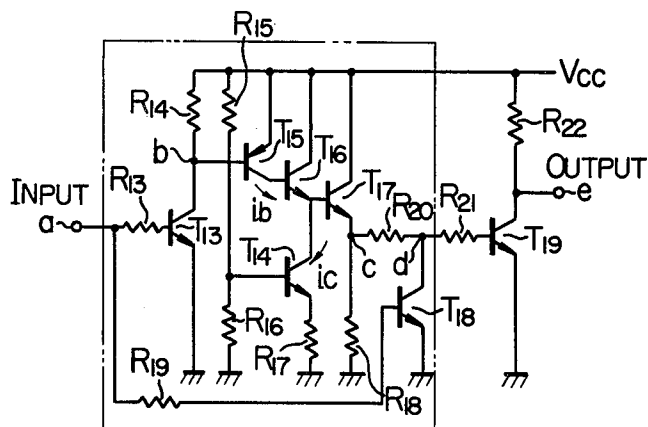 R15
Vcc
R14
R22
b
T15
T16
OUTPUT
INPUT
R13
ib
T17
R20
R21
e
a
T13
T19
T14
ic
c
d
R16
T18
R17
R19
R18